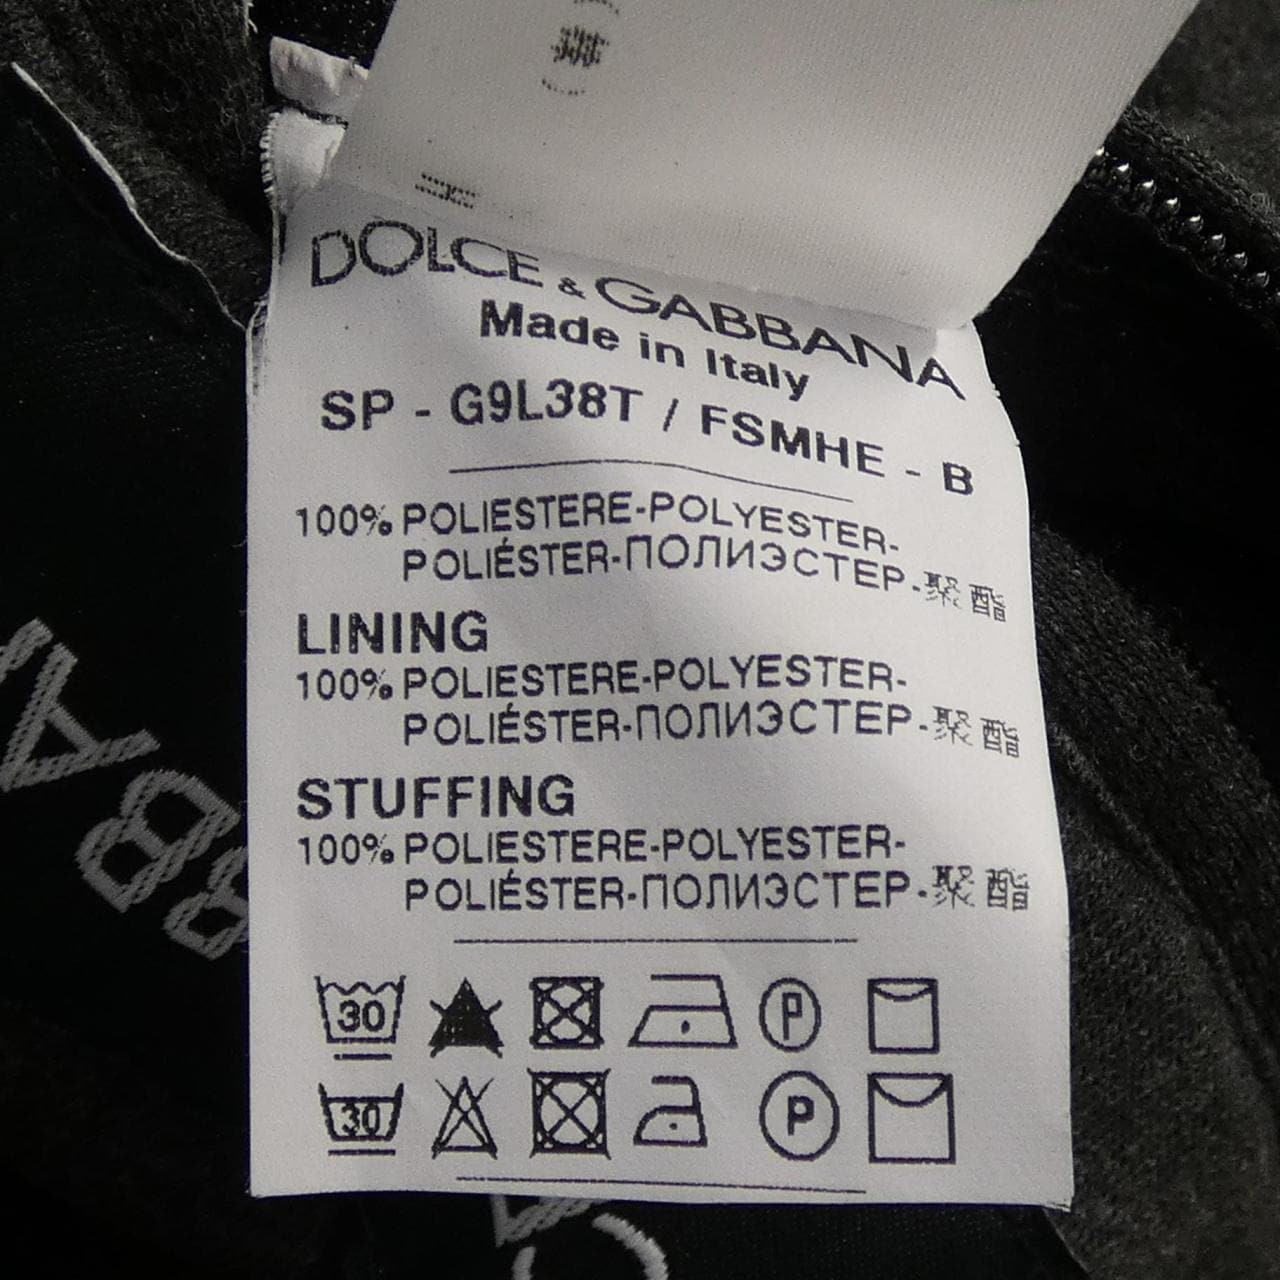 DOLCE & GABBANA
Made in Italy
SP - G9L38T / FSMHE - B
100% POLIESTERE-POLYESTER-
POLIÉSTER-ПОЛИЭСТЕР-聚酯
LINING
100% POLIESTERE-POLYESTER-
POLIÉSTER-ПОЛИЭСТЕР-聚酯
STUFFING
100% POLIESTERE-POLYESTER-
POLIÉSTER-ПОЛИЭСТЕР-聚酯
30 P
30 P